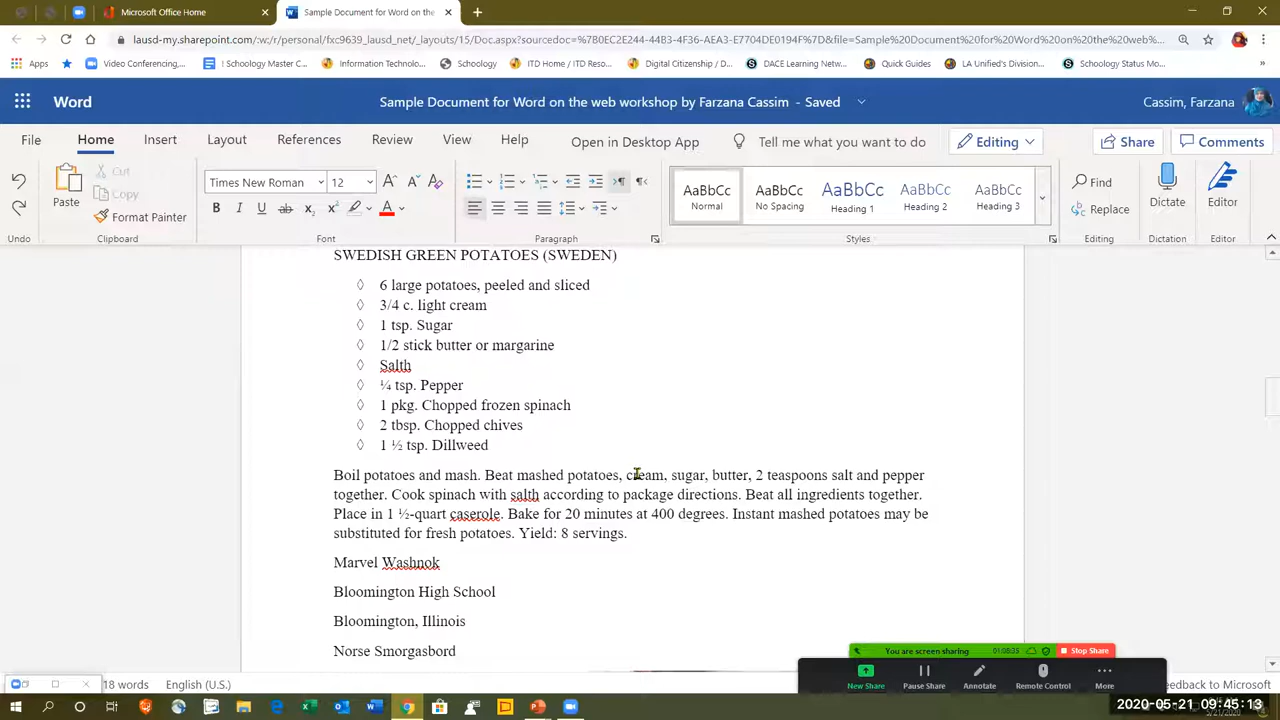 Microsoft Office Home
Sample Document for Word on the
lausd-my.sharepoint.com/:w:/r/personal/fxc9639_lausd_net/_layouts/15/Doc.aspx?sourcedoc=%7B0EC2E244-44B3-4F36-AEA3-E7704DE0194F%7D&file=Sample%20Document%20for%20Word%20on%20the%20web%...
Apps Video Conferencing,... ! Schoology Master C... Information Technolo... Schoology ITD Home / ITD Reso... Digital Citizenship / D... DACE Learning Netw... Quick Guides LA Unified's Division... Schoology Status Mo... »
Word Sample Document for Word on the web workshop by Farzana Cassim - Saved Cassim, Farzana
File Home Insert Layout References Review View Help Open in Desktop App Tell me what you want to do Editing Share Comments
Paste Cut Copy Format Painter Times New Roman 12 AaBbCc Normal AaBbCc No Spacing AaBbCc Heading 1 AaBbCc Heading 2 AaBbCc Heading 3 Find Replace Dictate Editor
Undo Clipboard Font Paragraph Styles Editing Dictation Editor
SWEDISH GREEN POTATOES (SWEDEN)
◊ 6 large potatoes, peeled and sliced
◊ 3/4 c. light cream
◊ 1 tsp. Sugar
◊ 1/2 stick butter or margarine
◊ Salth
◊ ¼ tsp. Pepper
◊ 1 pkg. Chopped frozen spinach
◊ 2 tbsp. Chopped chives
◊ 1 ½ tsp. Dillweed
Boil potatoes and mash. Beat mashed potatoes, cream, sugar, butter, 2 teaspoons salt and pepper
together. Cook spinach with salth according to package directions. Beat all ingredients together.
Place in 1 ½-quart caserole. Bake for 20 minutes at 400 degrees. Instant mashed potatoes may be
substituted for fresh potatoes. Yield: 8 servings.
Marvel Washnok
Bloomington High School
Bloomington, Illinois
Norse Smorgasbord
You are screen sharing 01:08:35 Stop Share
New Share Pause Share Annotate Remote Control More
18 words English (U.S.) eedback to Microsoft
2020-05-21 09:45:13